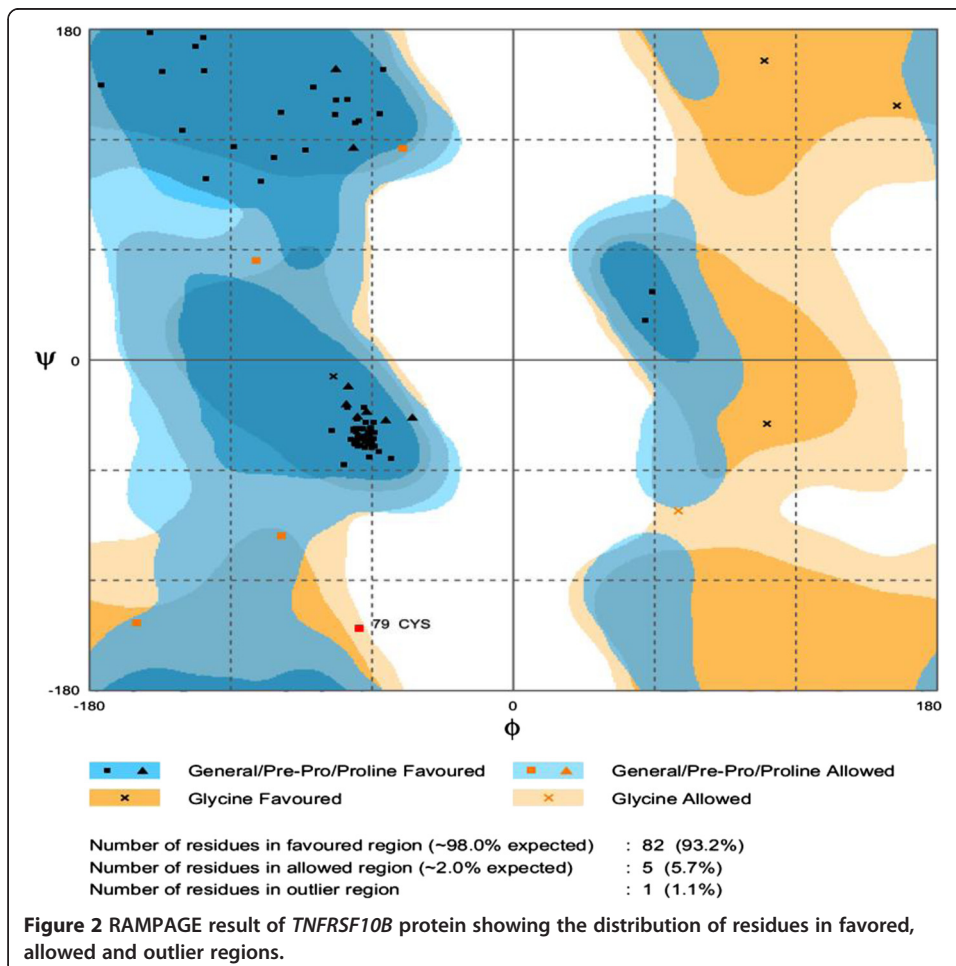 180
Ψ
0
79 CYS
-180
-180
0
180
ϕ
General/Pre-Pro/Proline Favoured
General/Pre-Pro/Proline Allowed
Glycine Favoured
Glycine Allowed
Number of residues in favoured region (~98.0% expected) : 82 (93.2%)
Number of residues in allowed region (~2.0% expected) : 5 (5.7%)
Number of residues in outlier region : 1 (1.1%)
Figure 2 RAMPAGE result of TNFRSF10B protein showing the distribution of residues in favored,
allowed and outlier regions.